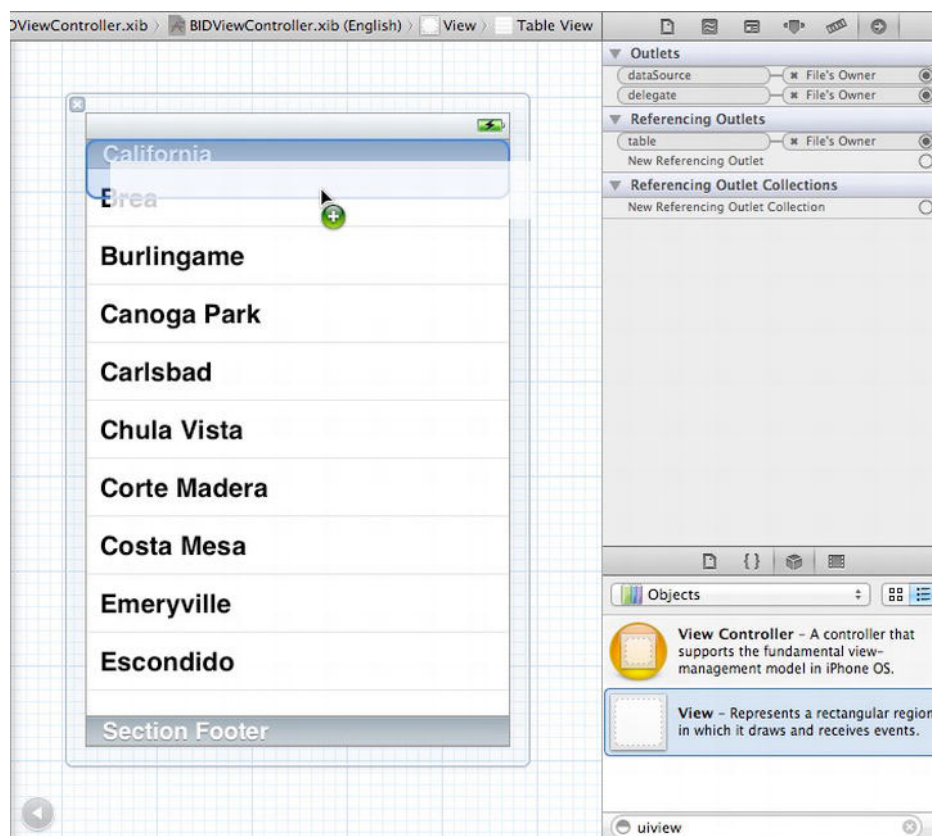 DViewController.xib BIDViewController.xib (English) View Table View
California
Brea
Burlingame
Canoga Park
Carlsbad
Chula Vista
Corte Madera
Costa Mesa
Emeryville
Escondido
Section Footer
Outlets
dataSource File's Owner
delegate File's Owner
Referencing Outlets
table File's Owner
New Referencing Outlet
Referencing Outlet Collections
New Referencing Outlet Collection
{}
Objects
View Controller – A controller that
supports the fundamental view-
management model in iPhone OS.
View – Represents a rectangular region
in which it draws and receives events.
uiview